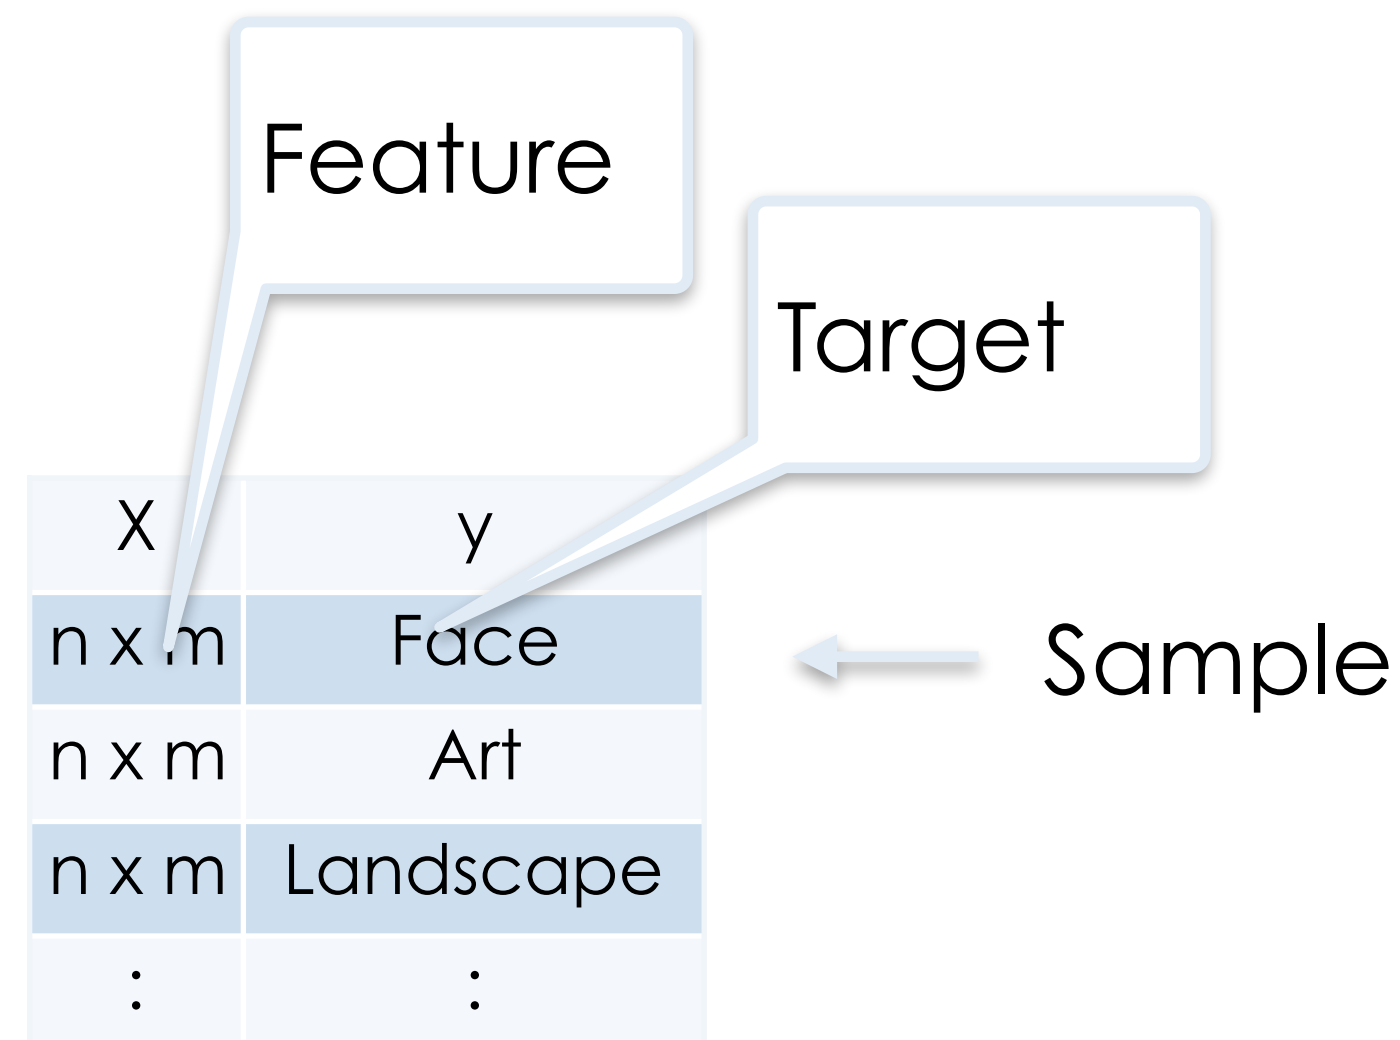 Feature
Target
X y
n x m Face
Sample
n x m Art
n x m Landscape
: :